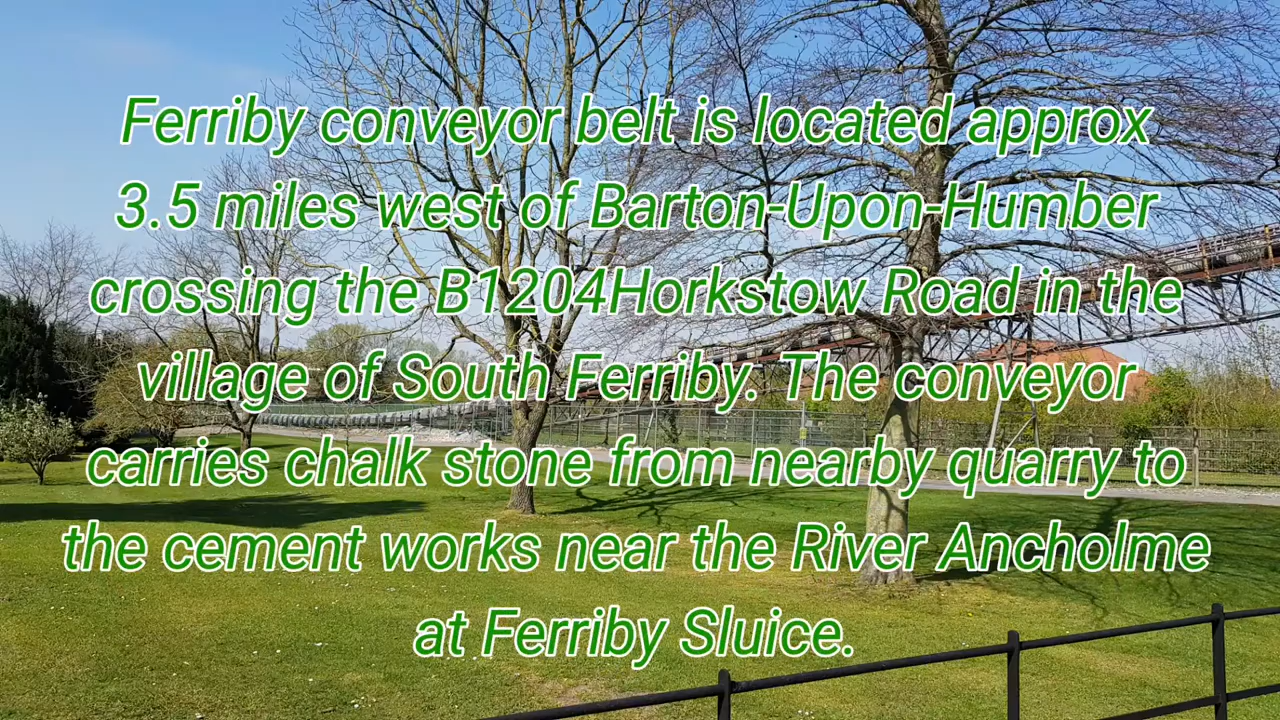 Ferriby conveyor belt is located approx
3.5 miles west of Barton-Upon-Humber
crossing the B1204Horkstow Road in the
village of South Ferriby. The conveyor
carries chalk stone from nearby quarry to
the cement works near the River Ancholme
at Ferriby Sluice.